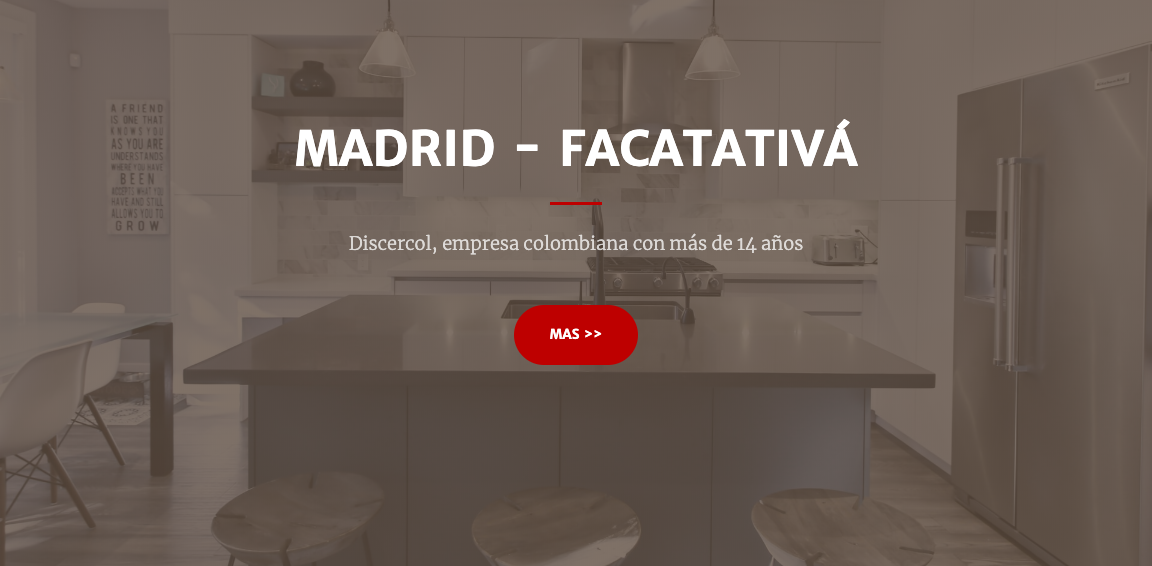 MADRID - FACATATIVÁ
Discercol, empresa colombiana con más de 14 años
MAS >>
A FRIEND
IS ONE THAT
KNOWS YOU
AS YOU ARE
UNDERSTANDS
WHERE YOU HAVE
BEEN
ACCEPTS WHAT YOU
HAVE AND STILL
ALLOWS YOU TO
GROW